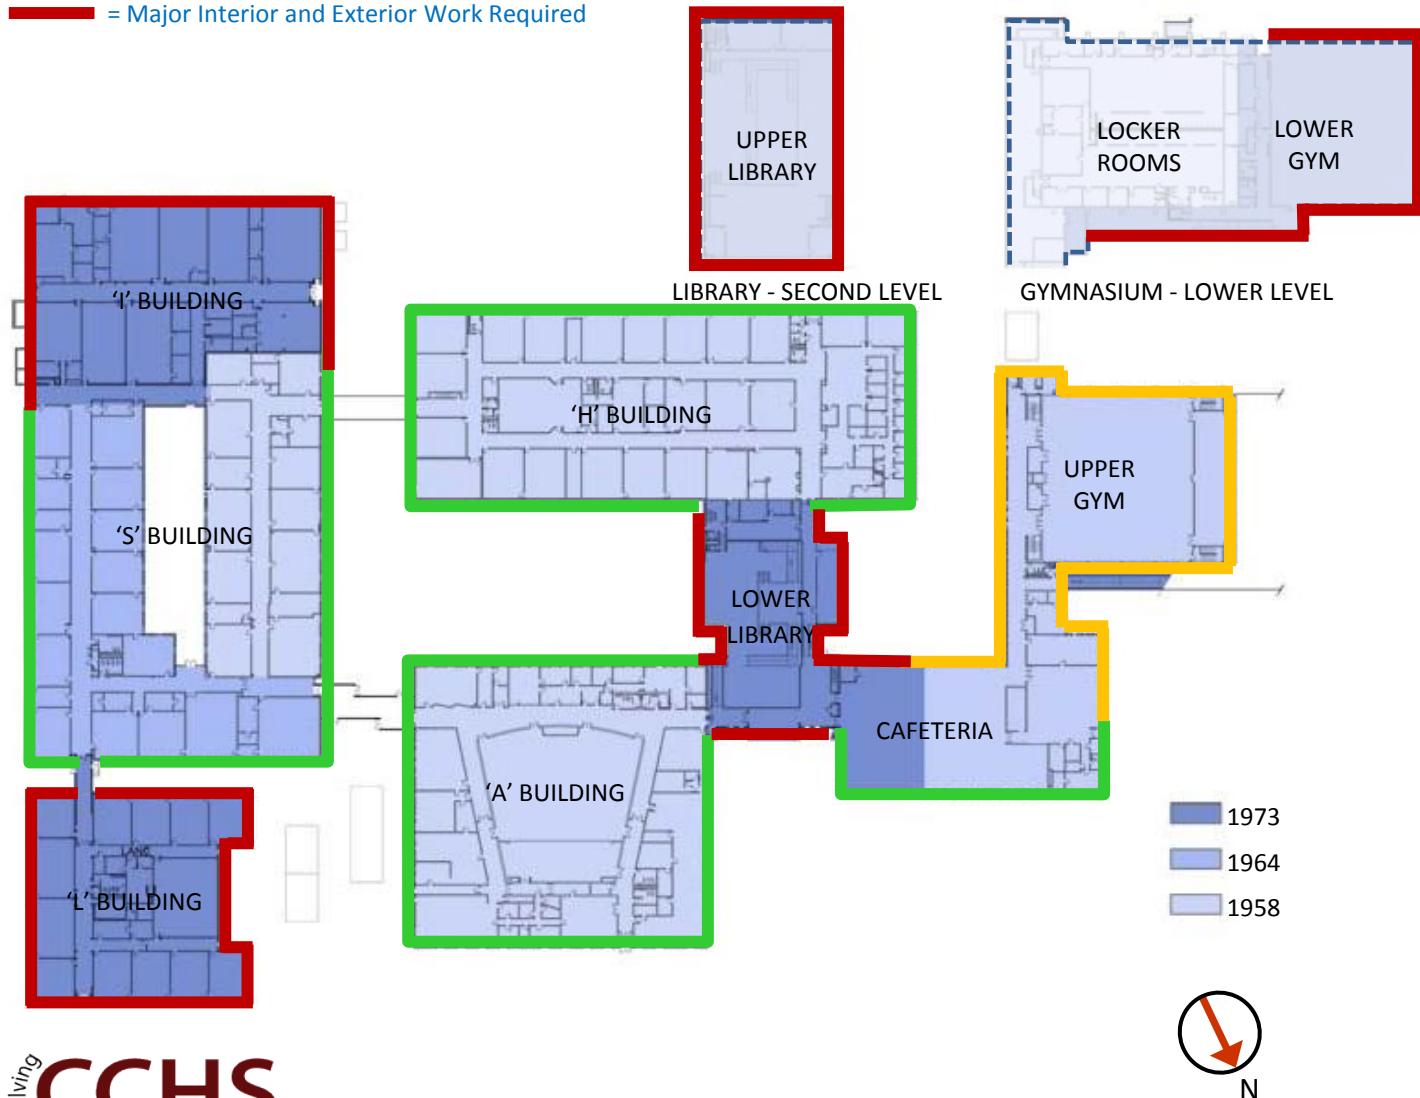 = Major Interior and Exterior Work Required
UPPER
LIBRARY
LOCKER
ROOMS
LOWER
GYM
LIBRARY - SECOND LEVEL
GYMNASIUM - LOWER LEVEL
‘I’ BUILDING
‘H’ BUILDING
UPPER
GYM
‘S’ BUILDING
LOWER
LIBRARY
CAFETERIA
‘A’ BUILDING
‘L’ BUILDING
1973
1964
1958
N
CCHS